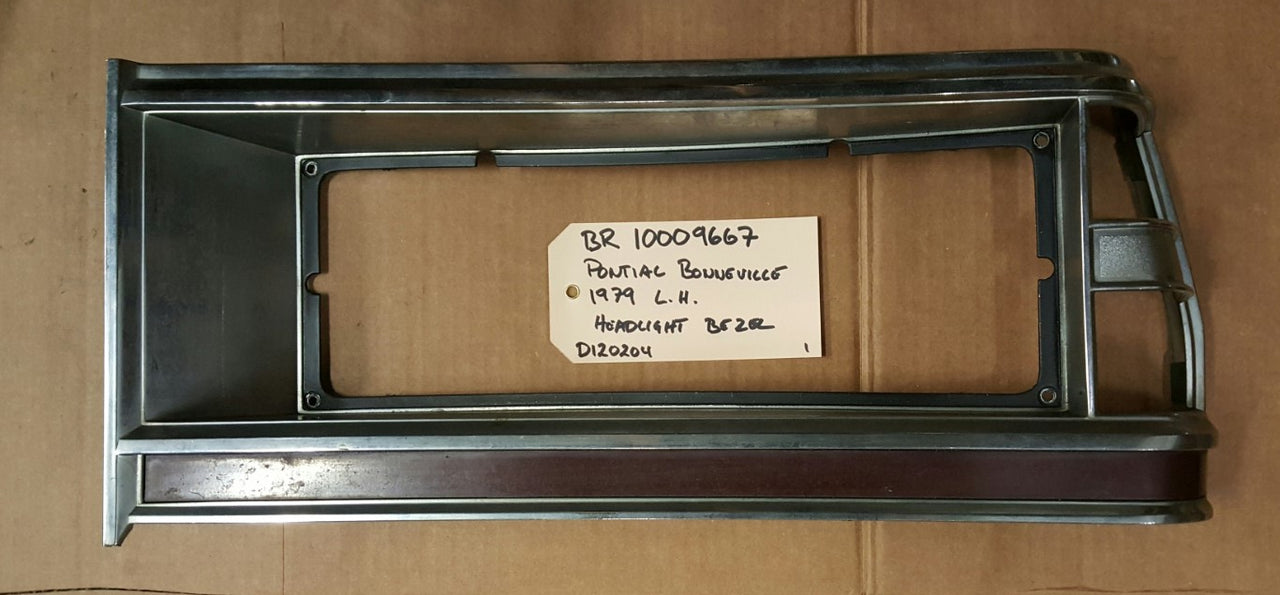 BR 10009667
PONTIAC BONNEVILLE
1979 L.H.
HEADLIGHT BEZEL
D120204 1